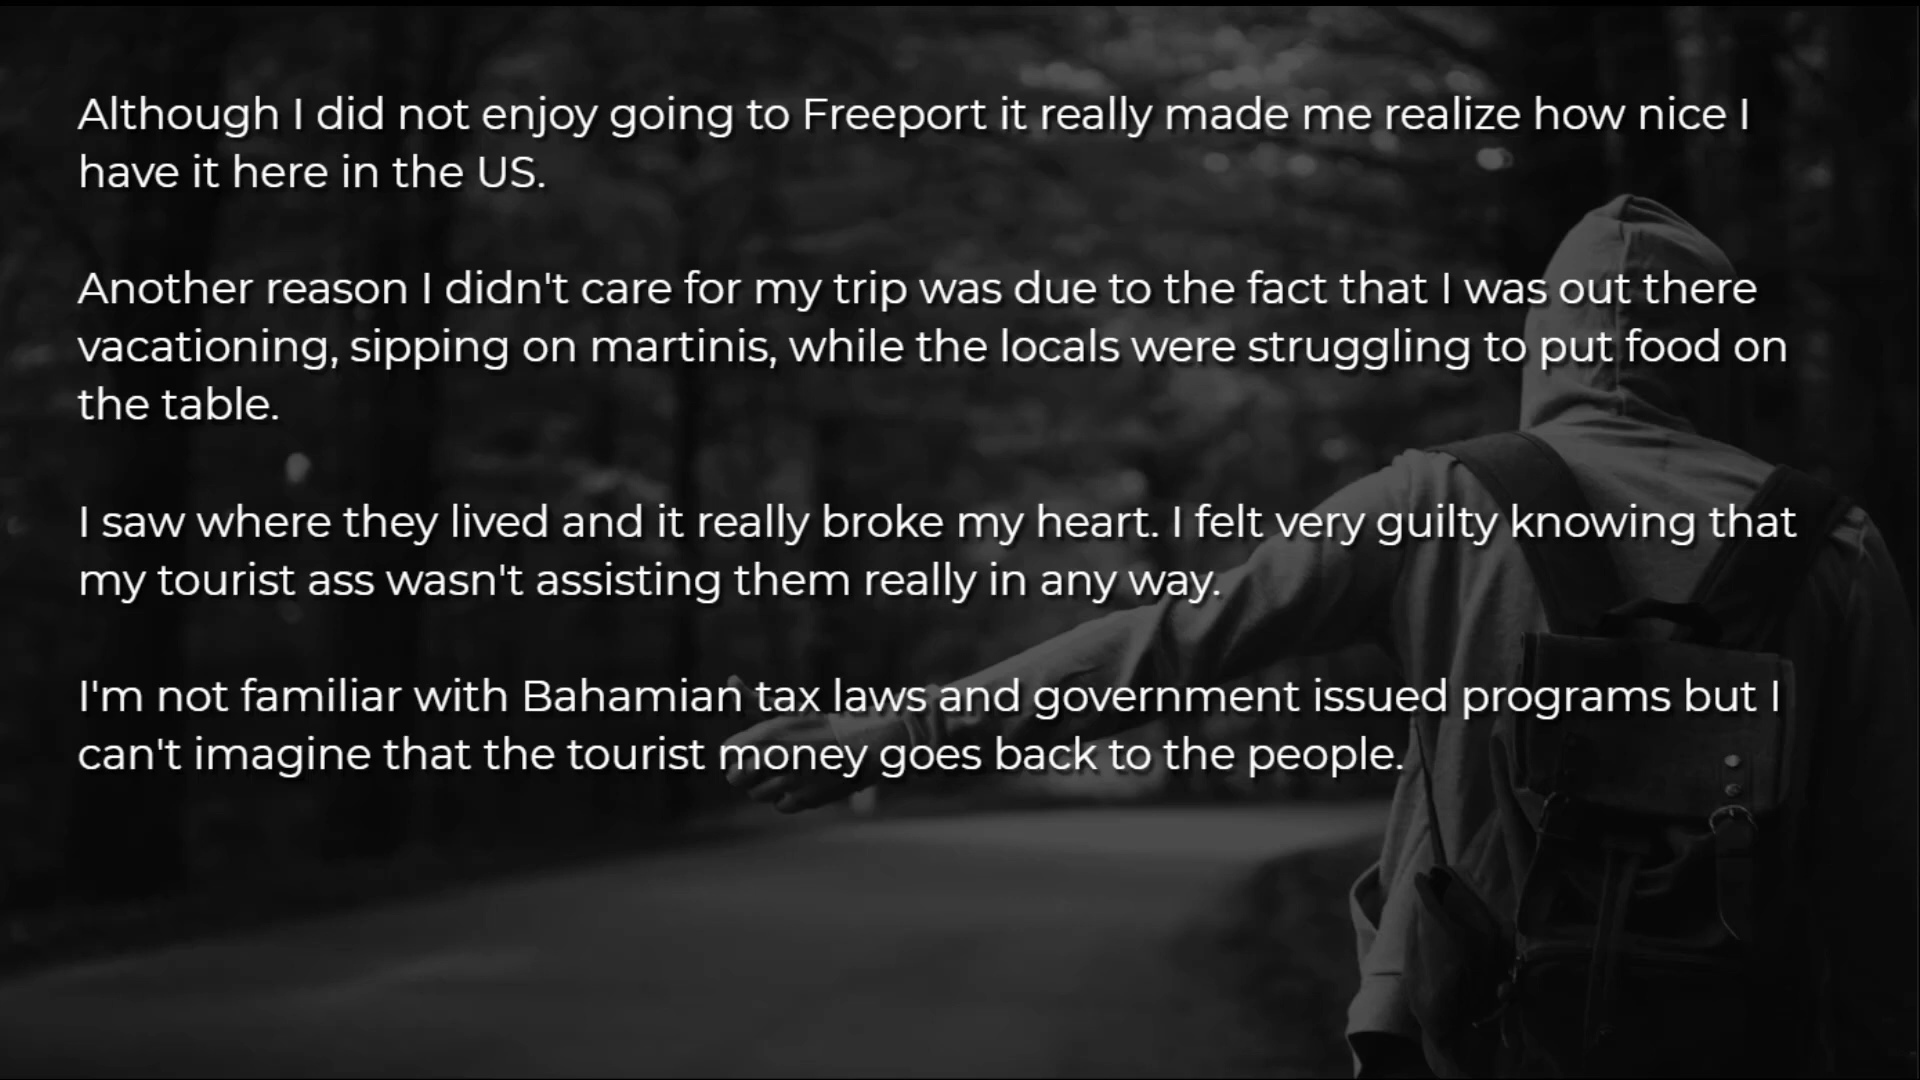 Although I did not enjoy going to Freeport it really made me realize how nice I
have it here in the US.
Another reason I didn't care for my trip was due to the fact that I was out there
vacationing, sipping on martinis, while the locals were struggling to put food on
the table.
I saw where they lived and it really broke my heart. I felt very guilty knowing that
my tourist ass wasn't assisting them really in any way.
I'm not familiar with Bahamian tax laws and government issued programs but I
can't imagine that the tourist money goes back to the people.